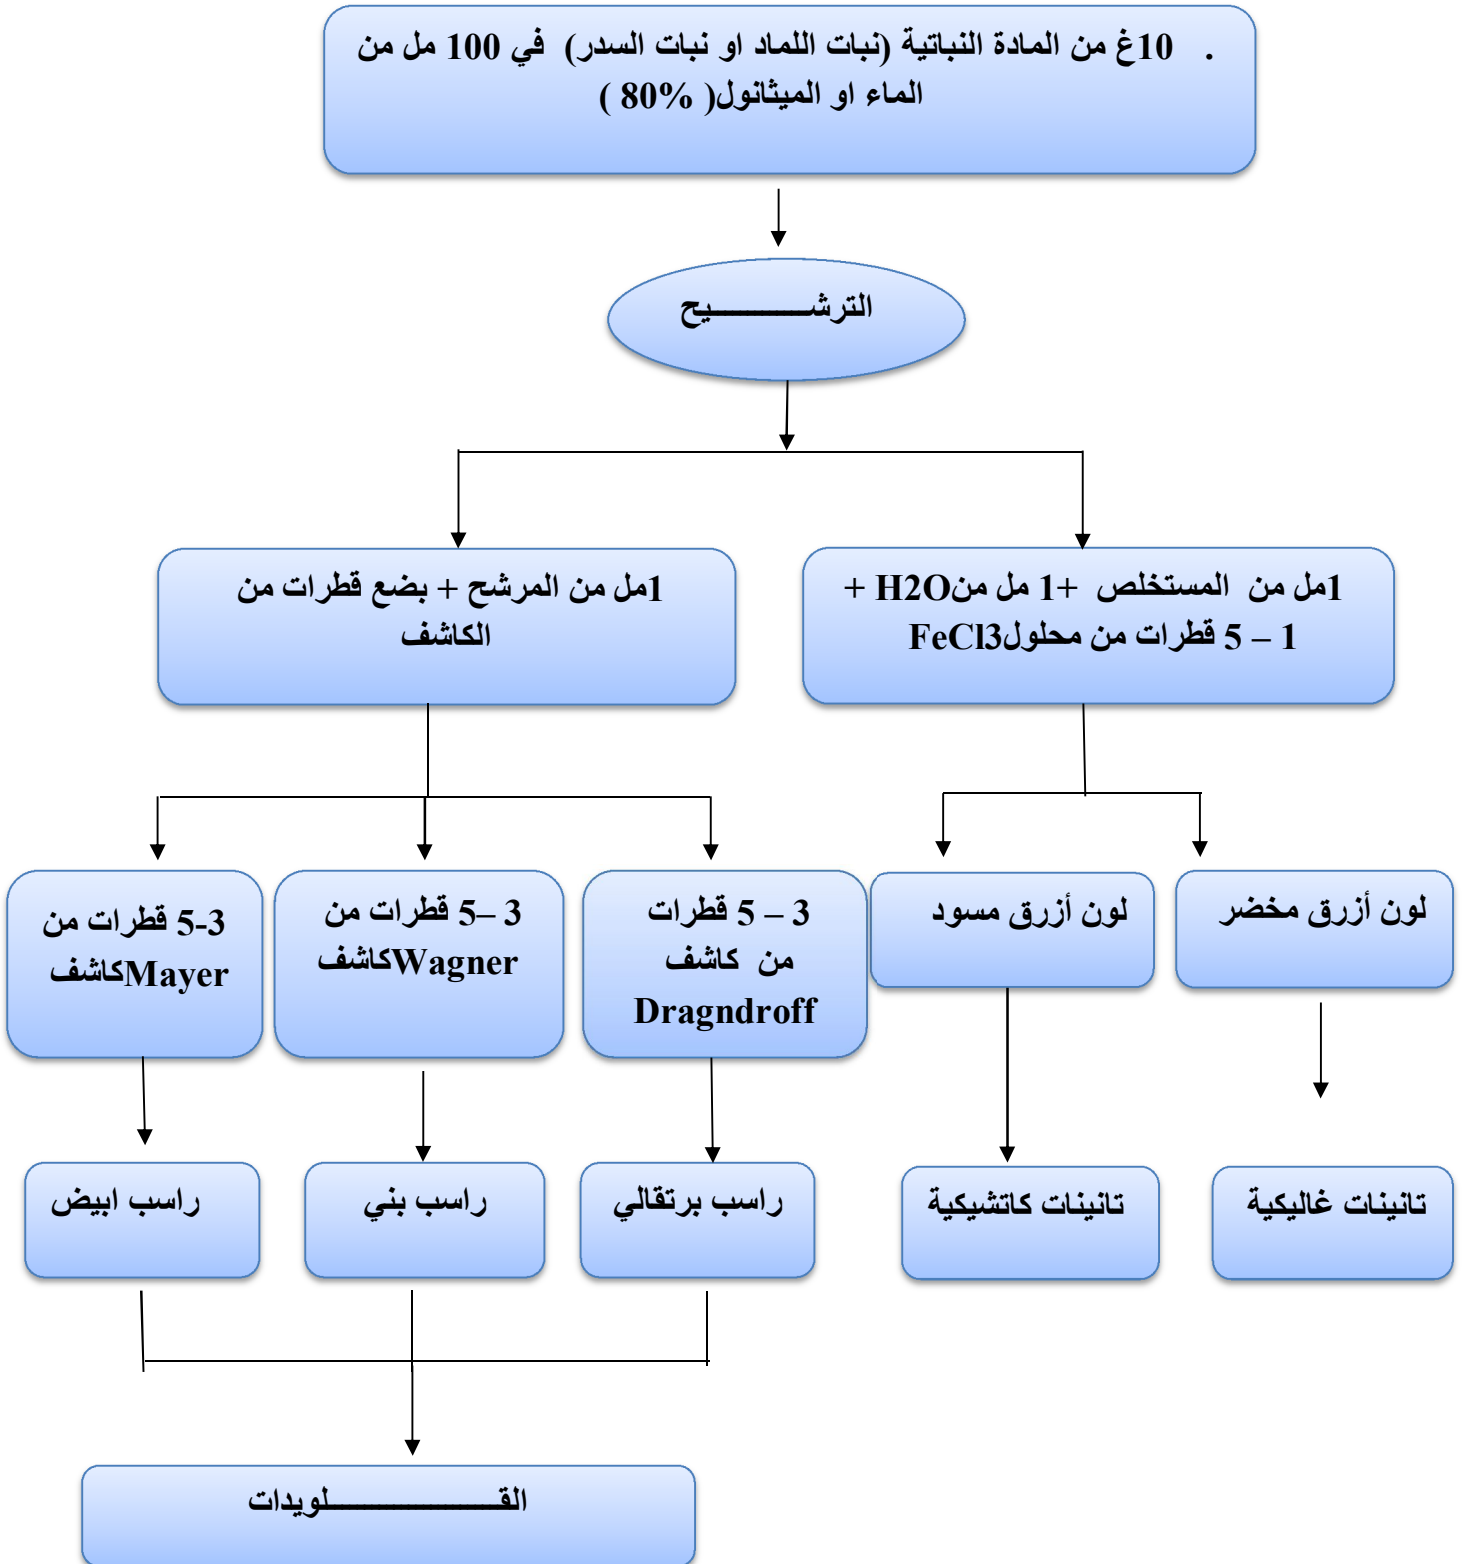 . 10غ من المادة النباتية (نبات اللماد او نبات السدر) في 100 مل من
الماء او الميثانول( 80% )
الترشـــــــــــيح
1مل من المستخلص +1 مل منH2O +
1 – 5 قطرات من محلولFeCl3
1مل من المرشح + بضع قطرات من
الكاشف
لون أزرق مخضر
لون أزرق مسود
3 – 5 قطرات
من كاشف
Dragndroff
3 –5 قطرات من
كاشفWagner
5-3 قطرات من
كاشفMayer
تانينات غاليكية
تانينات كاتشيكية
راسب برتقالي
راسب بني
راسب ابيض
القـــــــــــــــــــــــلويدات